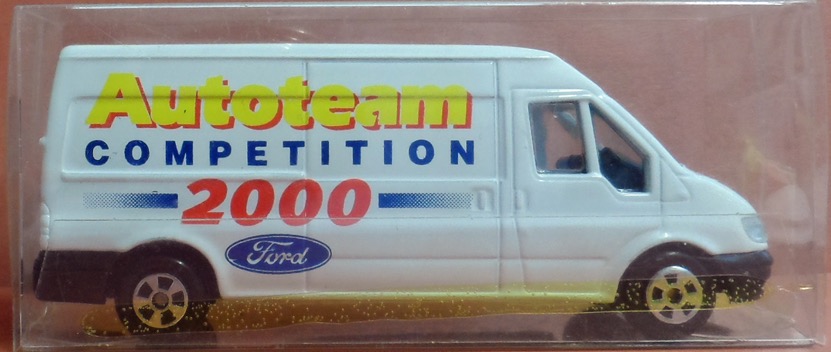 Autoteam
COMPETITION
2000
Ford